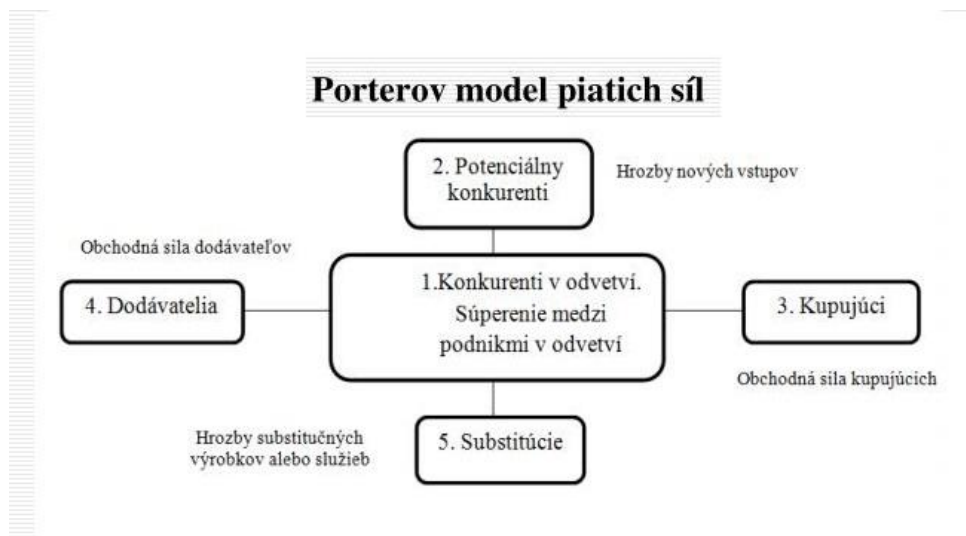 Porterov model piatich síl
2. Potenciálny
konkurenti
Hrozby nových vstupov
Obchodná sila dodávateľov
4. Dodávatelia
1.Konkurenti v odvetví.
Súperenie medzi
podnikmi v odvetví
3. Kupujúci
Obchodná sila kupujúcich
Hrozby substitučných
výrobkov alebo služieb
5. Substitúcie